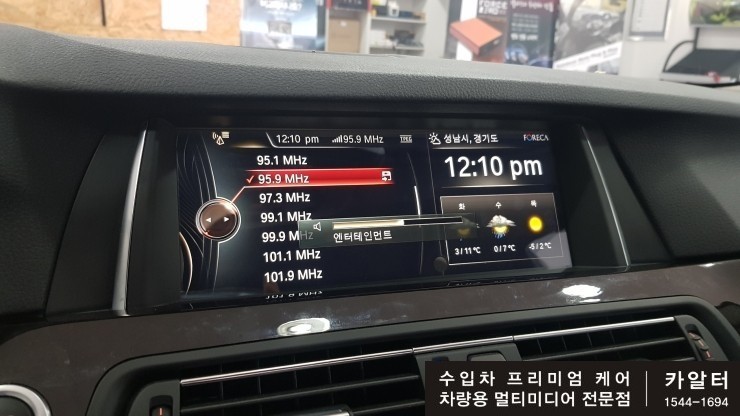 12:10 pm 95.9 MHz TPEG
95.1 MHz
✓ 95.9 MHz
97.3 MHz
99.1 MHz
99.9 MHz
101.1 MHz
101.9 MHz
엔터테인먼트
성남시, 경기도 FORECA
12:10 pm
화 수 목
3/11℃ 0/7℃ -5/2℃
수입차 프리미엄 케어
차량용 멀티미디어 전문점
카알터
1544-1694